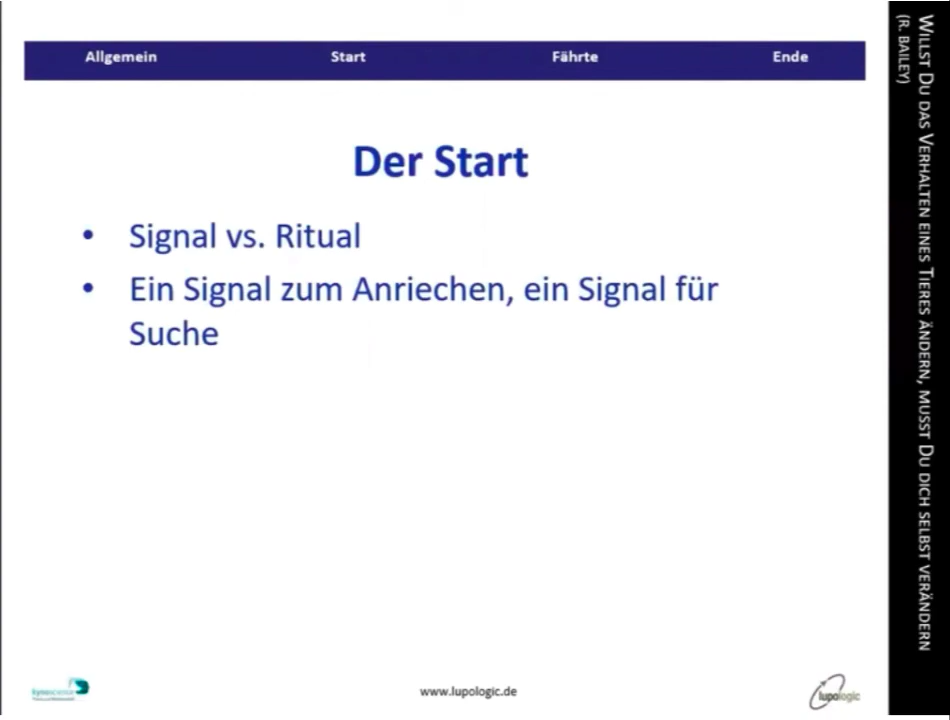 Allgemein Start Fährte Ende
Der Start
• Signal vs. Ritual
• Ein Signal zum Anriechen, ein Signal für
Suche
WILLST DU DAS VERHALTEN EINES TIERES ÄNDERN, MUSST DU DICH SELBST VERÄNDERN
(R. BAILEY)
kynoscience
www.lupologic.de
lupologic